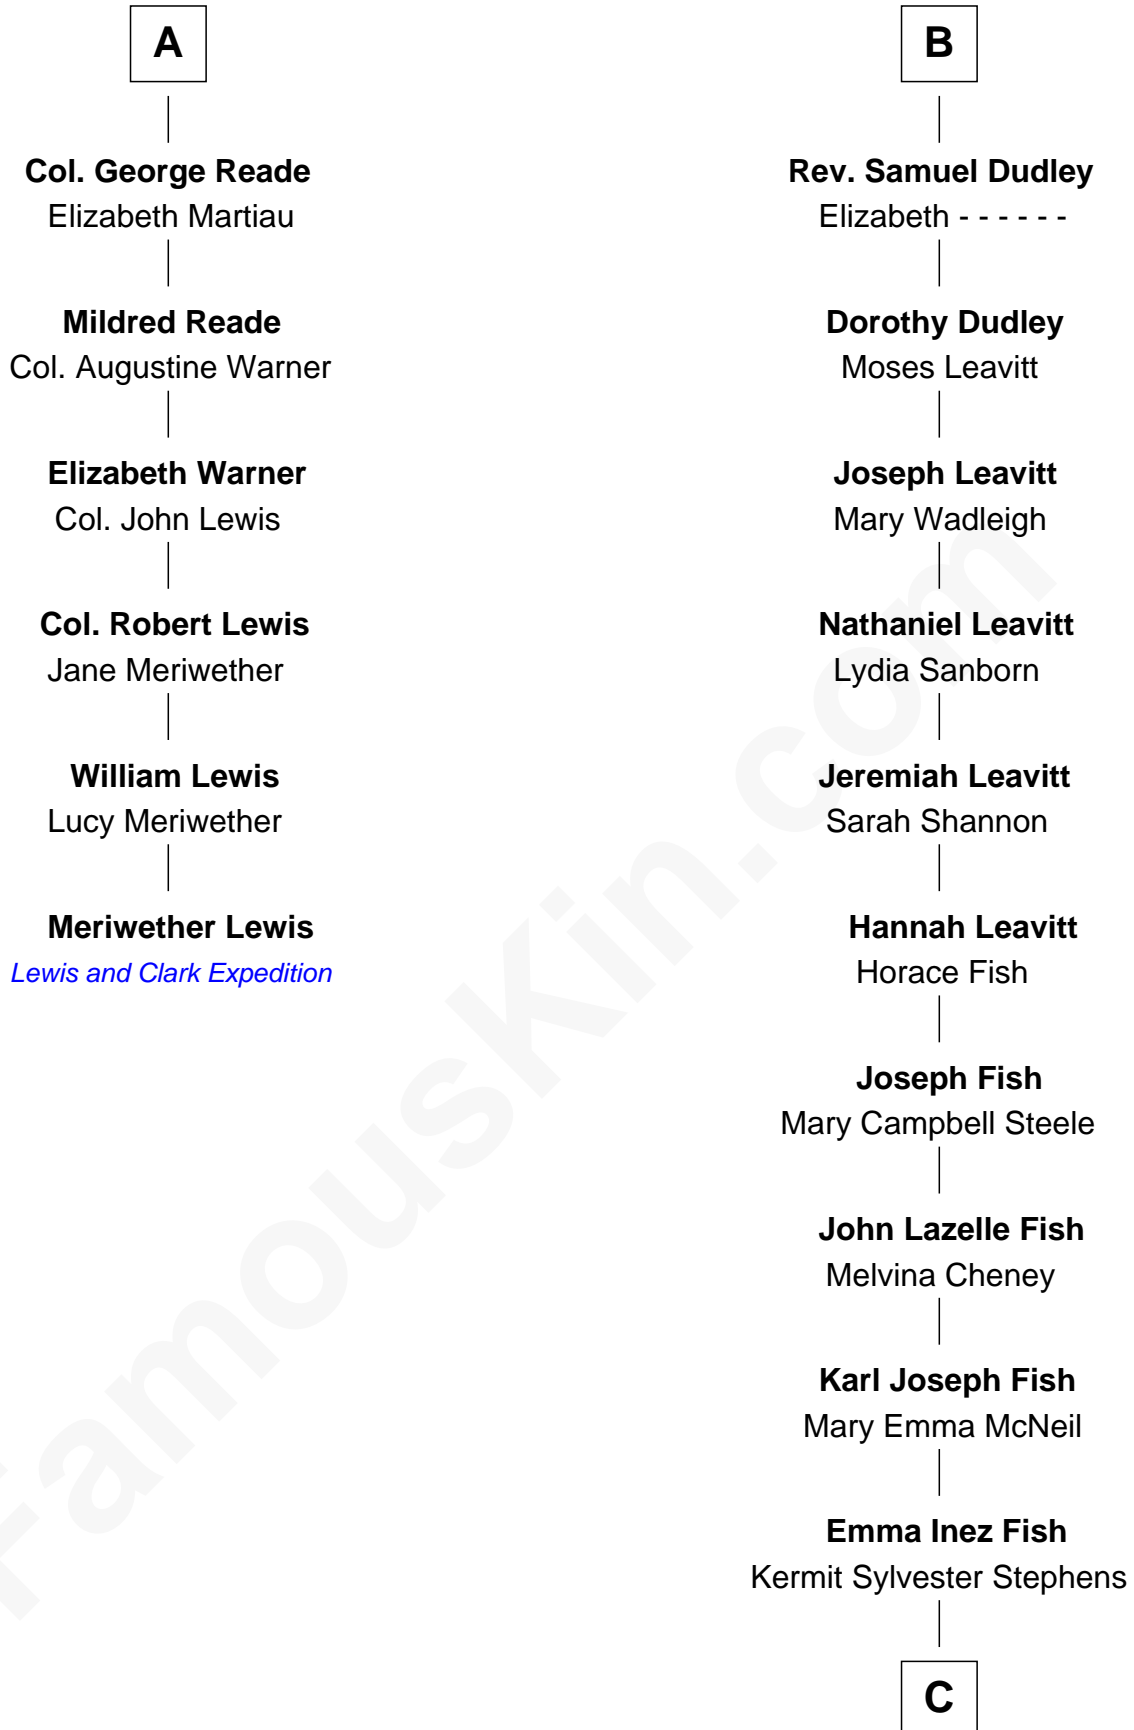 A
Col. George Reade
Elizabeth Martiau
Mildred Reade
Col. Augustine Warner
Elizabeth Warner
Col. John Lewis
Col. Robert Lewis
Jane Meriwether
William Lewis
Lucy Meriwether
Meriwether Lewis
Lewis and Clark Expedition
B
Rev. Samuel Dudley
Elizabeth - - - - - -
Dorothy Dudley
Moses Leavitt
Joseph Leavitt
Mary Wadleigh
Nathaniel Leavitt
Lydia Sanborn
Jeremiah Leavitt
Sarah Shannon
Hannah Leavitt
Horace Fish
Joseph Fish
Mary Campbell Steele
John Lazelle Fish
Melvina Cheney
Karl Joseph Fish
Mary Emma McNeil
Emma Inez Fish
Kermit Sylvester Stephens
C
FamousKin.com